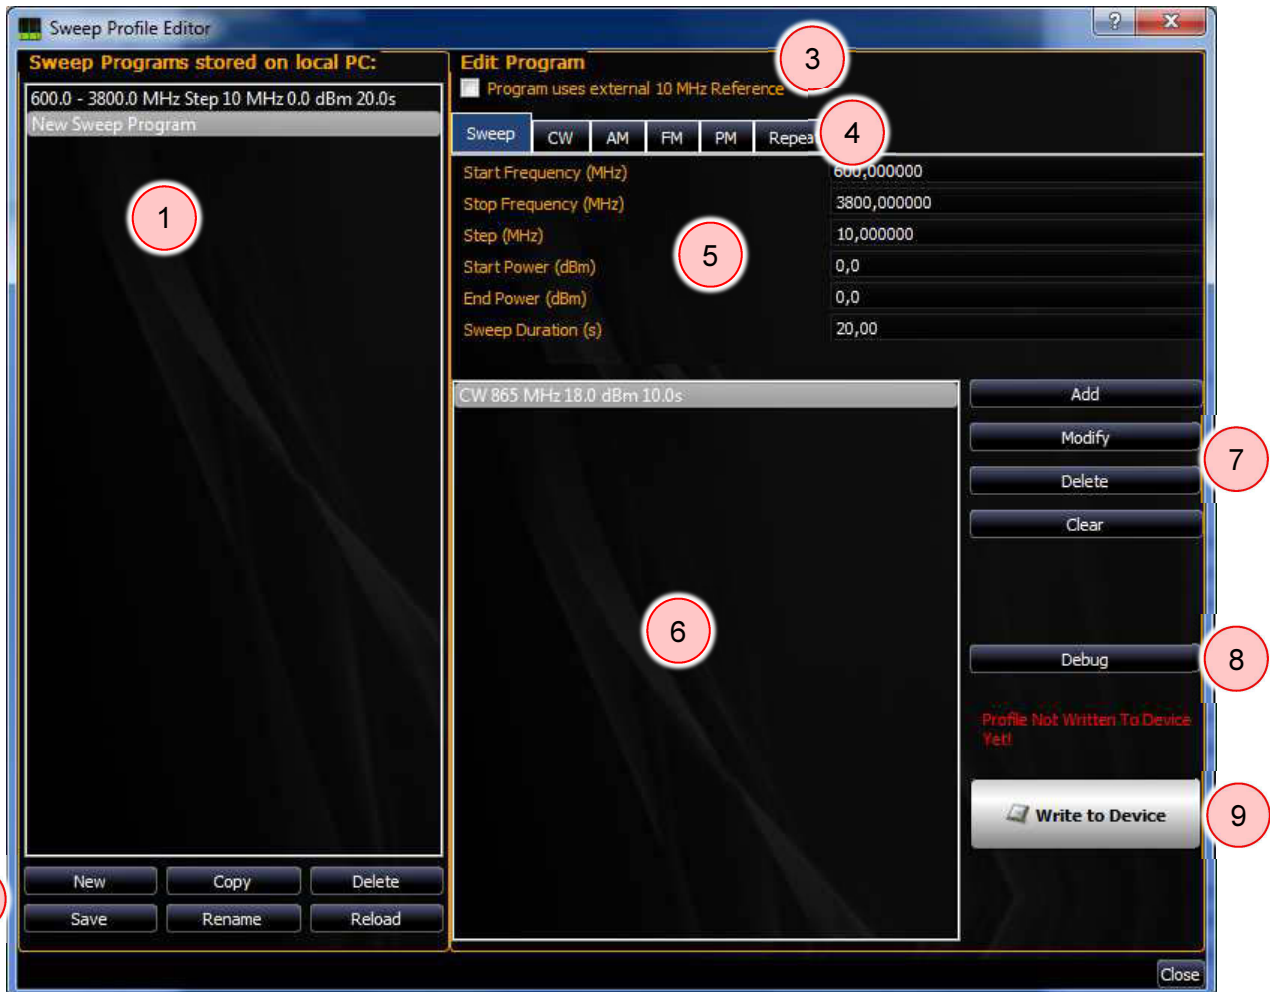 Sweep Profile Editor
?
X
Sweep Programs stored on local PC:
600.0 - 3800.0 MHz Step 10 MHz 0.0 dBm 20.0s
New Sweep Program
1
New Copy Delete
Save Rename Reload
Edit Program
3
Program uses external 10 MHz Reference
Sweep CW AM FM PM
4
Start Frequency (MHz) 600,000000
Stop Frequency (MHz) 3800,000000
Step (MHz) 10,000000
5
Start Power (dBm) 0,0
End Power (dBm) 0,0
Sweep Duration (s) 20,00
CW 865 MHz 18.0 dBm 10.0s
6
Add
Modify
7
Delete
Clear
Debug
8
Profile Not Written To Device
Yet!
Write to Device
9
Close